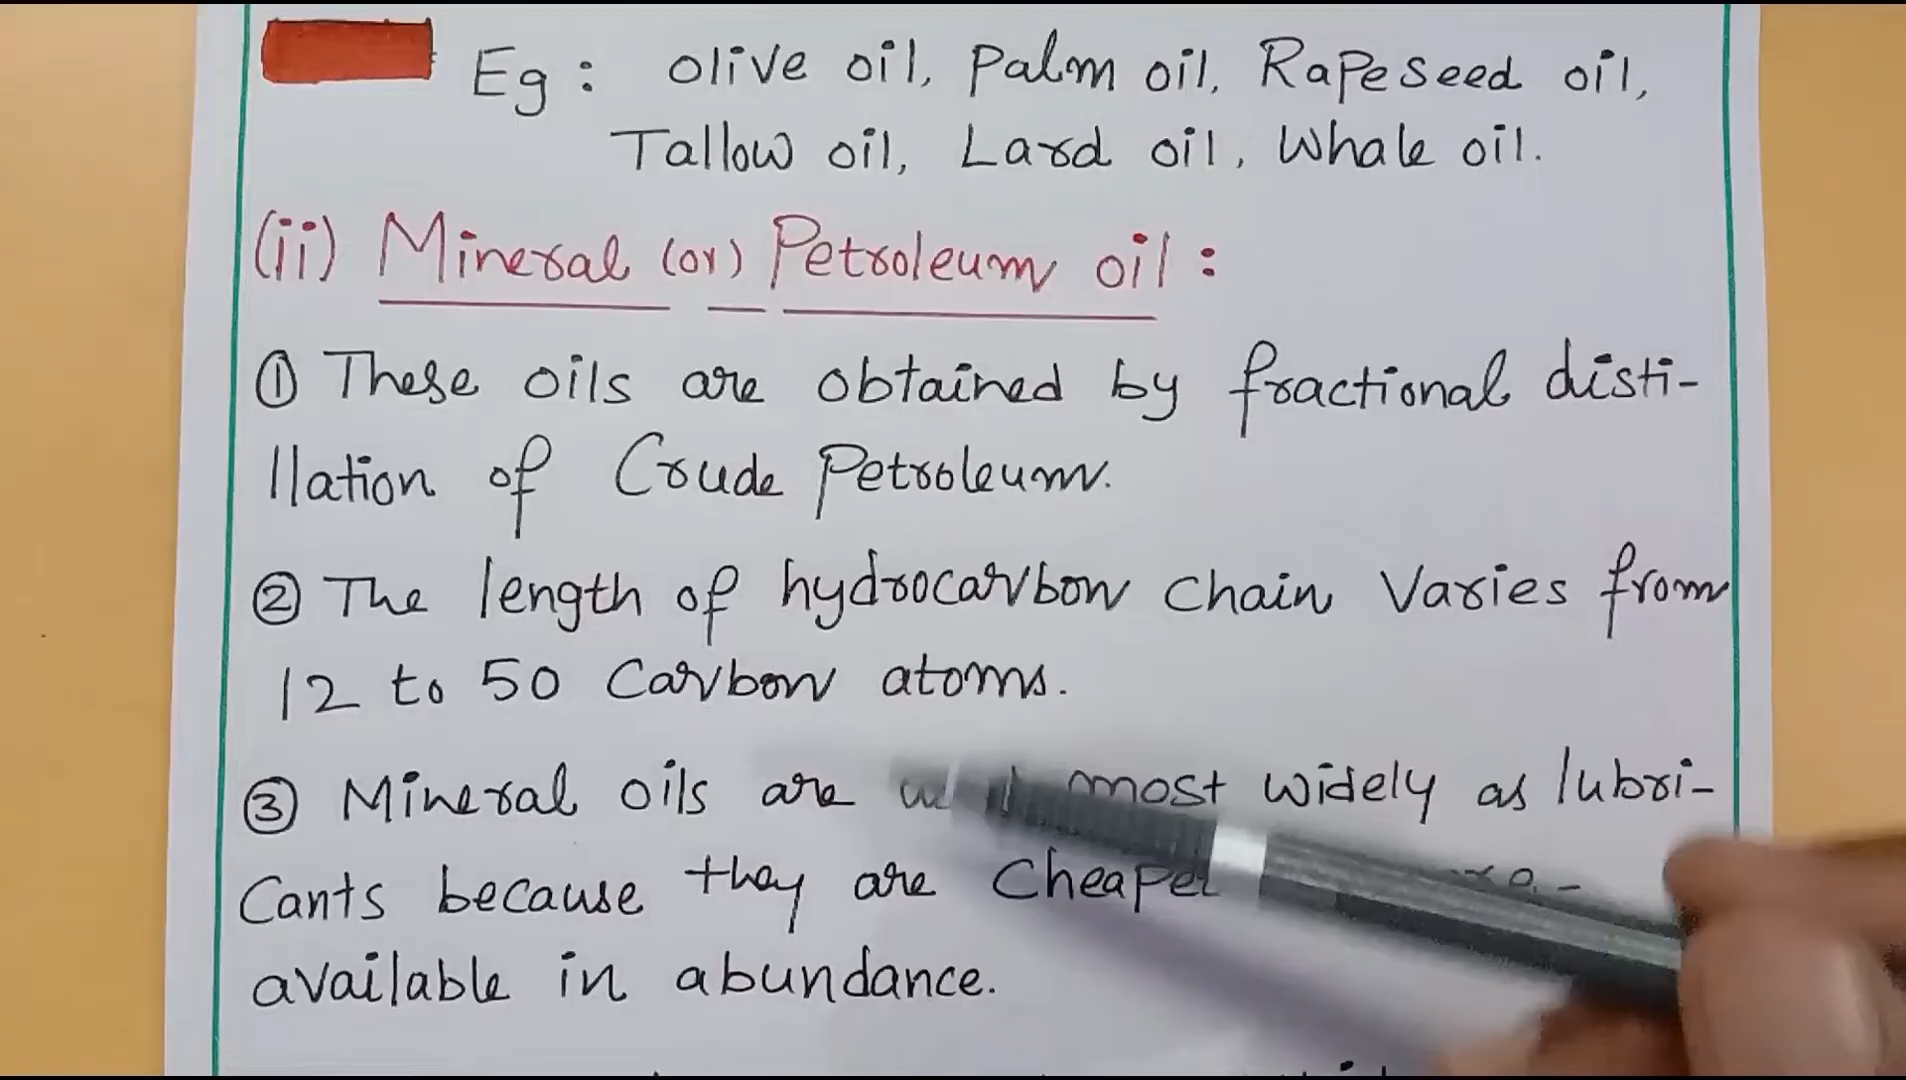 Eg : Olive oil, Palm oil, Rapeseed oil,
Tallow oil, Lard oil, Whale oil.
(ii) Mineral (or) Petroleum oil :
① These oils are obtained by fractional disti-
llation of Crude Petroleum.
② The length of hydrocarbon chain Varies from
12 to 50 Carbon atoms.
③ Mineral oils are most widely as lubri-
Cants because they are Cheaper
available in abundance.